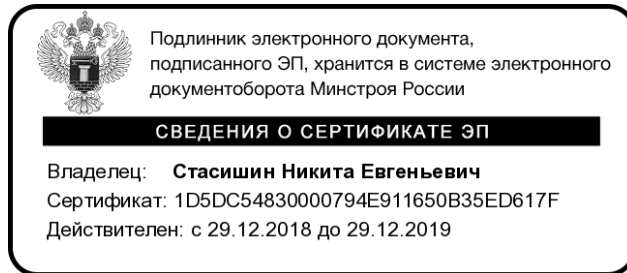 Подлинник электронного документа,
подписанного ЭП, хранится в системе электронного
документоборота Минстроя России
СВЕДЕНИЯ О СЕРТИФИКАТЕ ЭП
Владелец: Стасишин Никита Евгеньевич
Сертификат: 1D5DC54830000794E911650B35ED617F
Действителен: с 29.12.2018 до 29.12.2019